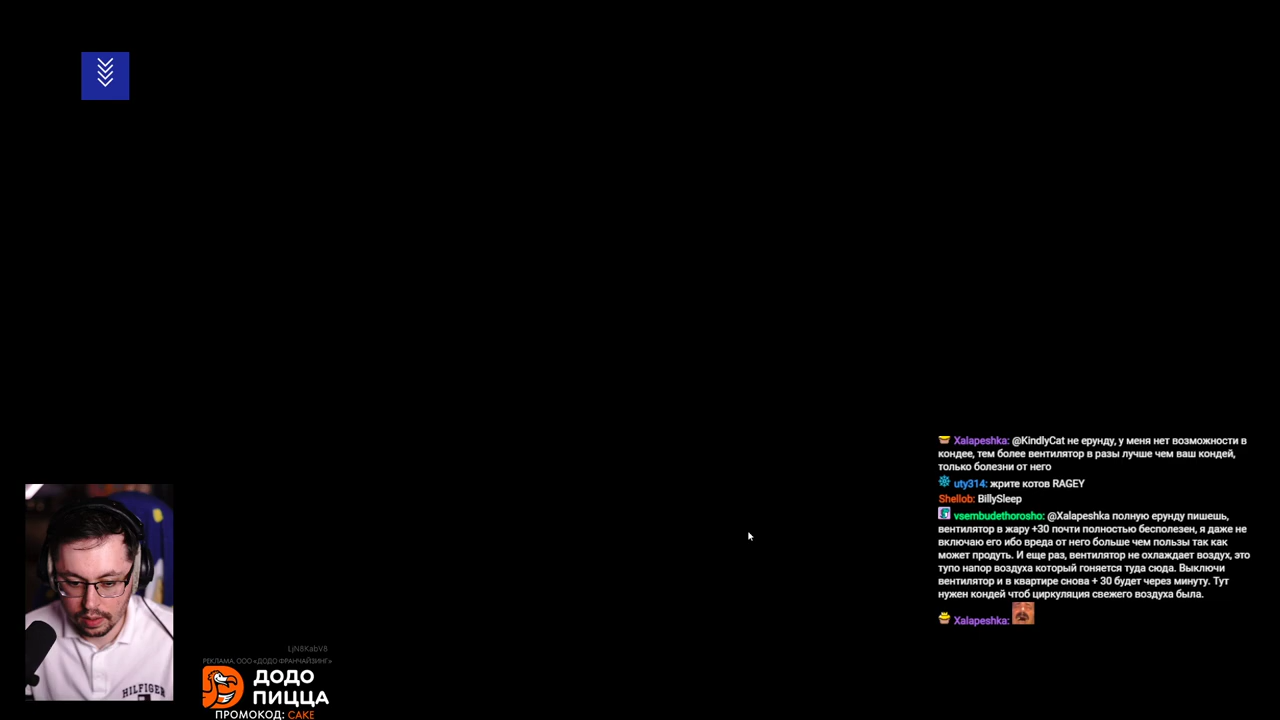 Xalapeshka: @KindlyCat не ерунду, у меня нет возможности в
кондее, тем более вентилятор в разы лучше чем ваш кондей,
только болезни от него
uty314: жрите котов RAGEY
Shellob: BillySleep
vsembudethorosho: @Xalapeshka полную ерунду пишешь,
вентилятор в жару +30 почти полностью бесполезен, я даже не
включаю его ибо вреда от него больше чем пользы так как
может продуть. И еще раз, вентилятор не охлаждает воздух, это
тупо напор воздуха который гоняется туда сюда. Выключи
вентилятор и в квартире снова + 30 будет через минуту. Тут
нужен кондей чтоб циркуляция свежего воздуха была.
Xalapeshka:
HILFIGER
LjN8KabV8
РЕКЛАМА. ООО «ДОДО ФРАНЧАЙЗИНГ»
ДОДО
ПИЦЦА
ПРОМОКОД: CAKE